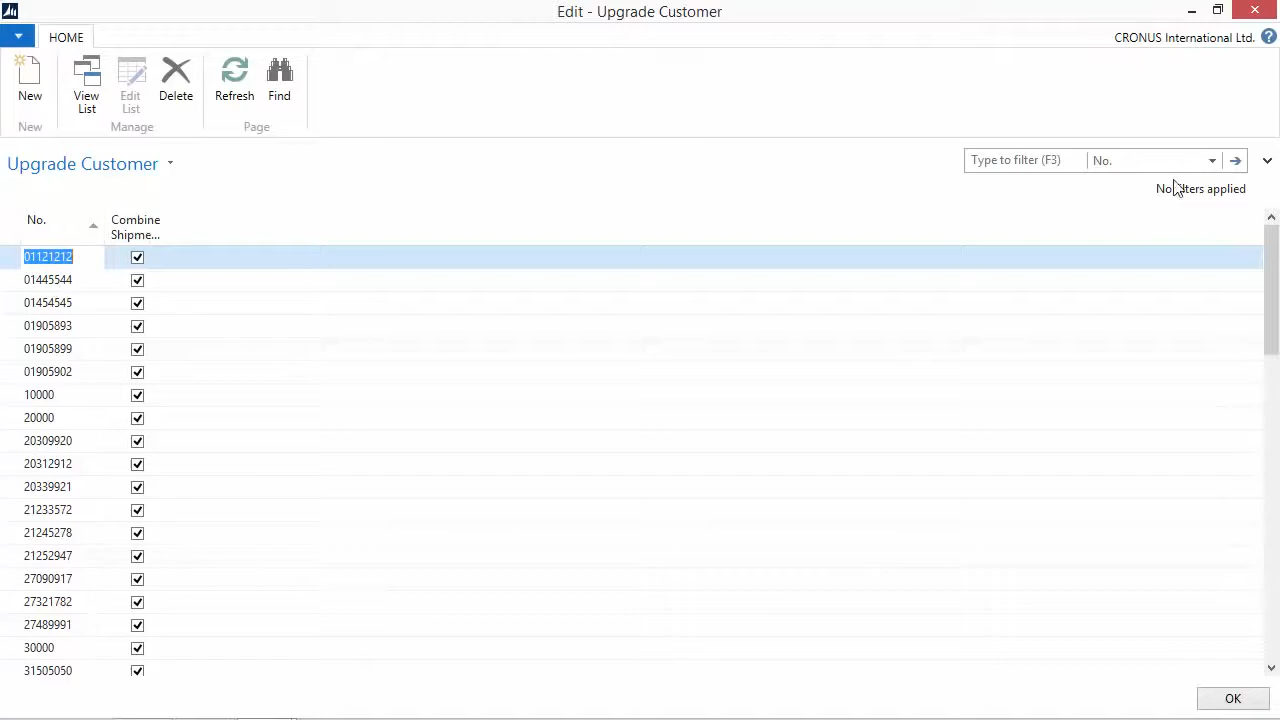 Edit - Upgrade Customer
HOME
CRONUS International Ltd.
New
View List
Edit List
Delete
Refresh
Find
New
Manage
Page
Upgrade Customer
Type to filter (F3)
No.
No filters applied
No.
Combine Shipme...
01121212
01445544
01454545
01905893
01905899
01905902
10000
20000
20309920
20312912
20339921
21233572
21245278
21252947
27090917
27321782
27489991
30000
31505050
OK